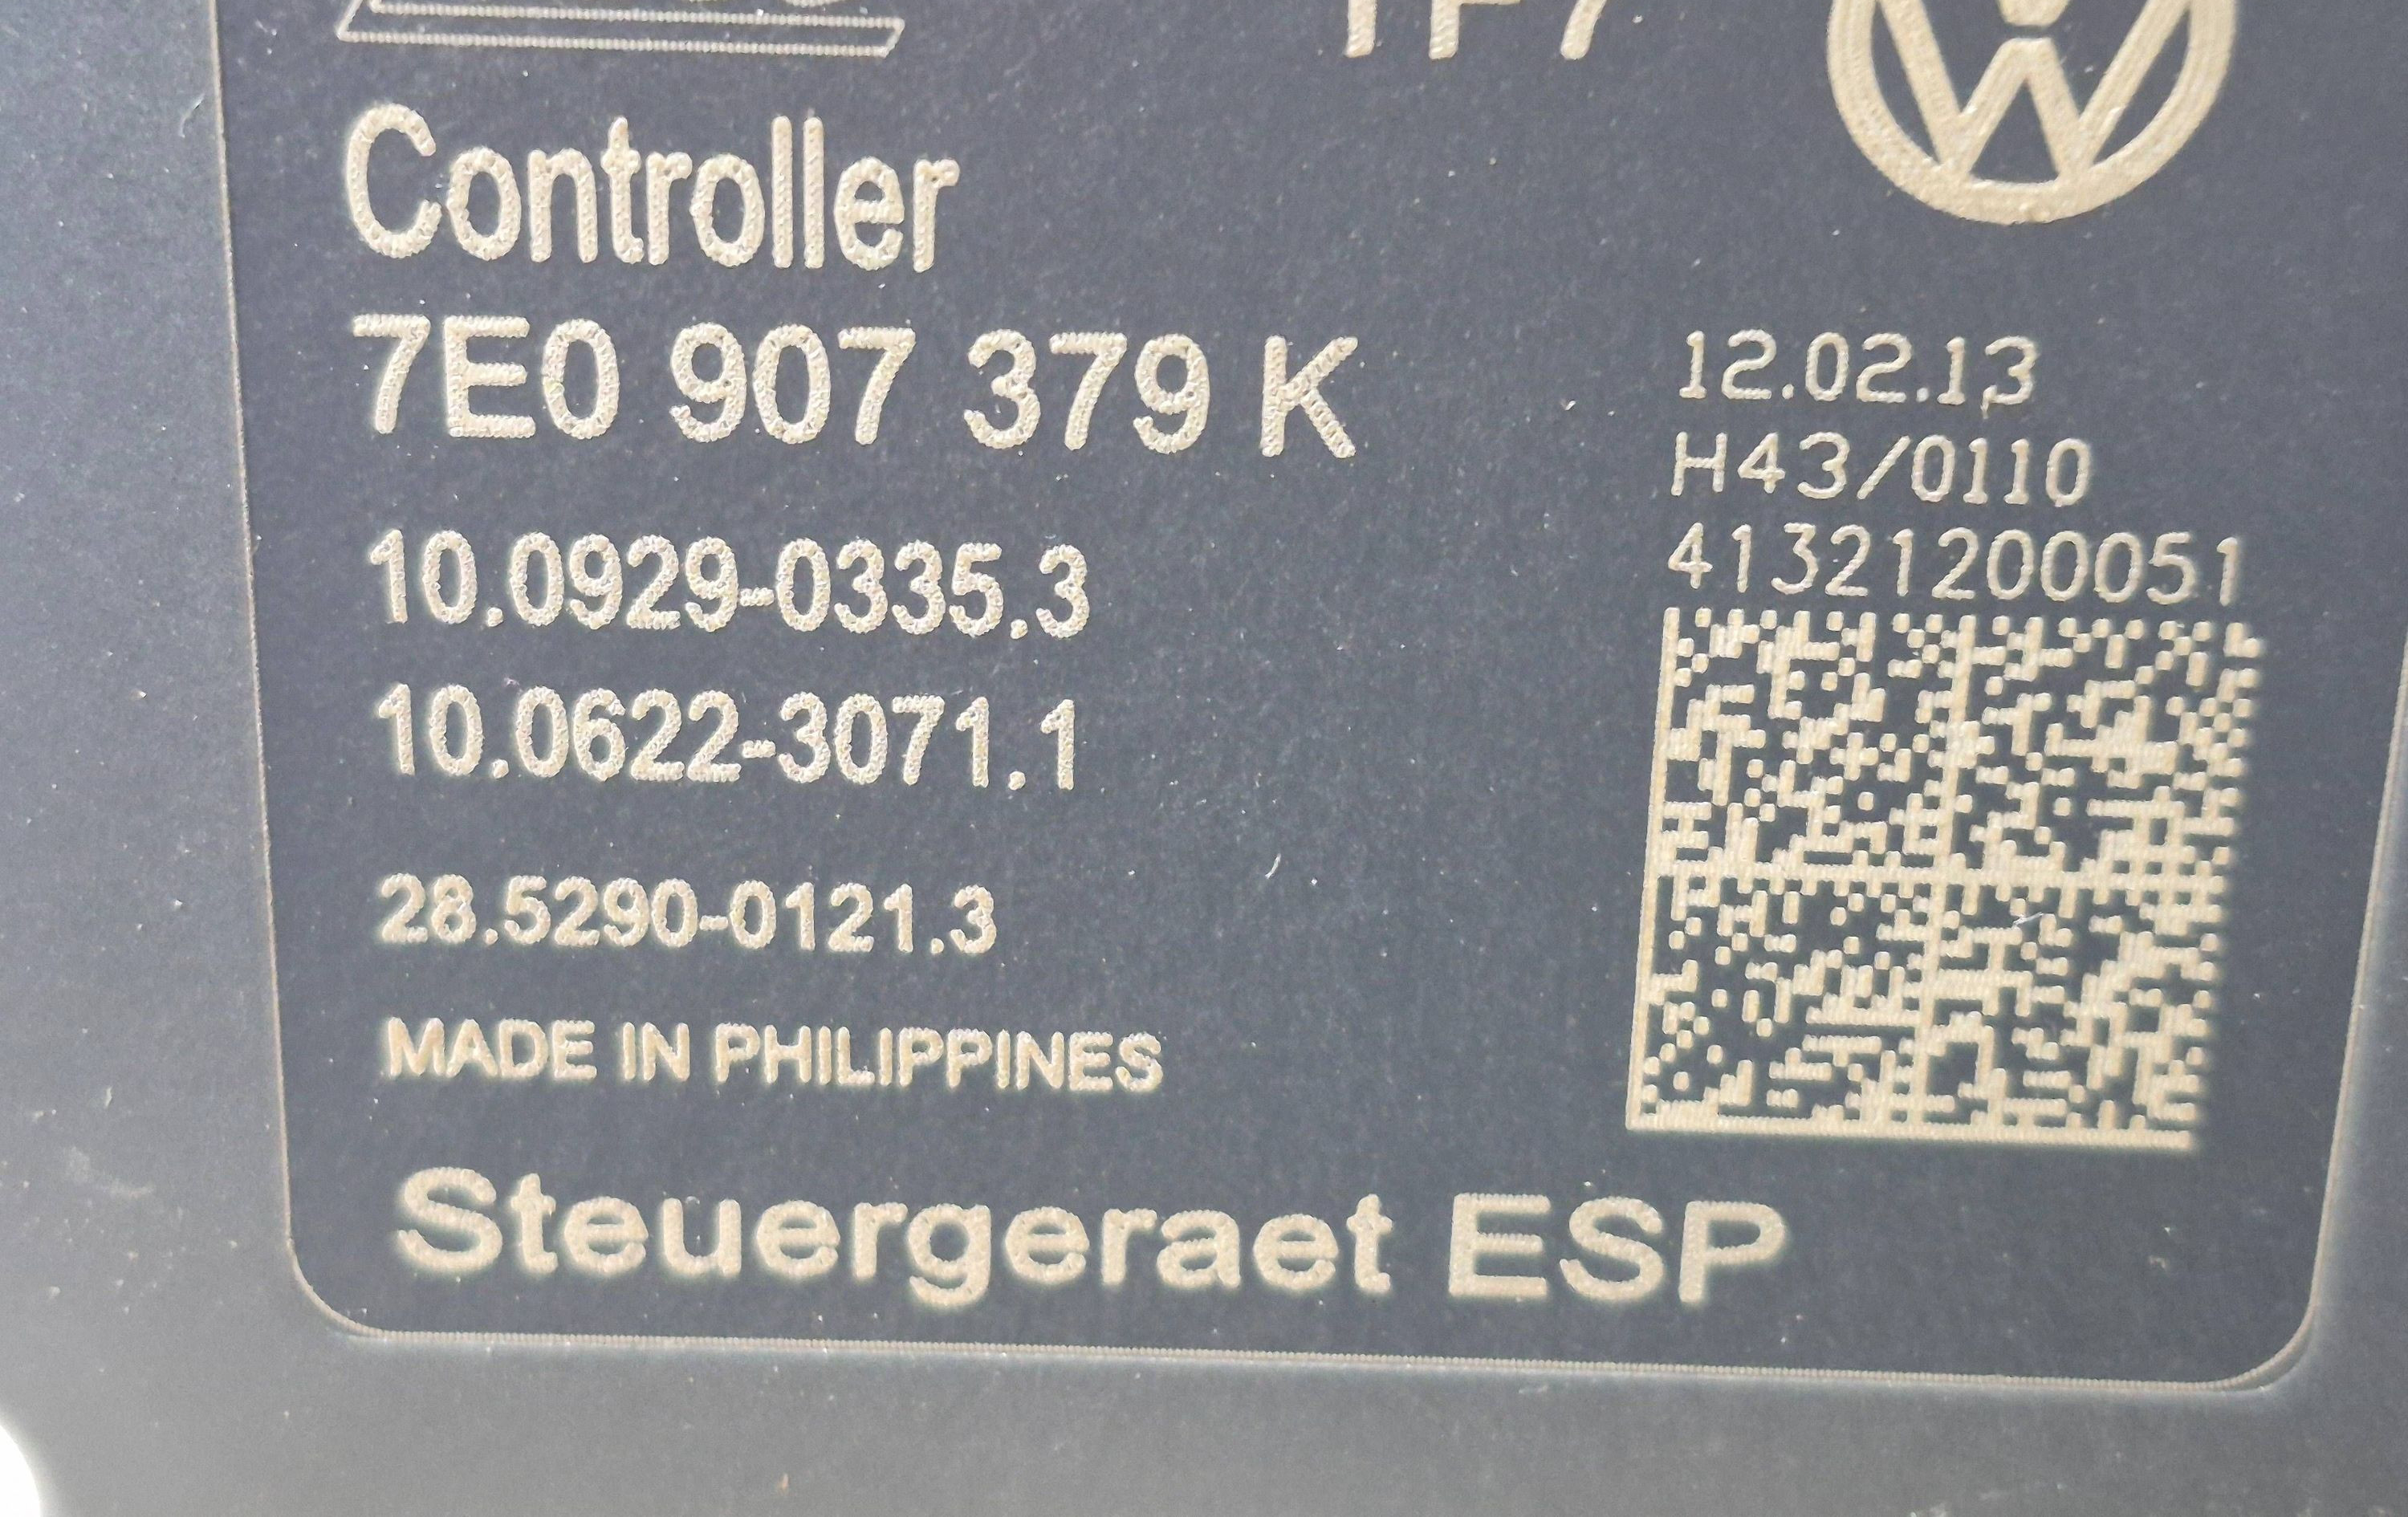 Controller
7E0 907 379 K
12.02.13
H43/0110
41321200051
10.0929-0335.3
10.0622-3071.1
28.5290-0121.3
MADE IN PHILIPPINES
Steuergeraet ESP